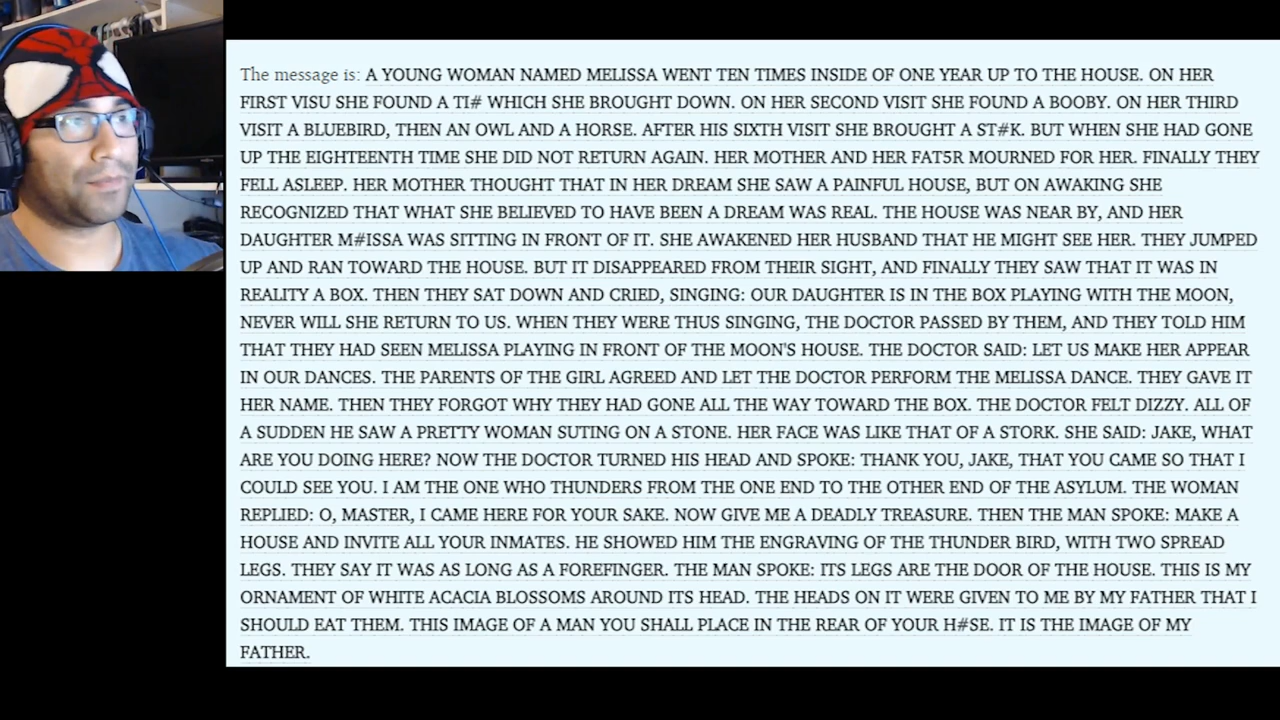 The message is: A YOUNG WOMAN NAMED MELISSA WENT TEN TIMES INSIDE OF ONE YEAR UP TO THE HOUSE. ON HER
FIRST VISU SHE FOUND A TI# WHICH SHE BROUGHT DOWN. ON HER SECOND VISIT SHE FOUND A BOOBY. ON HER THIRD
VISIT A BLUEBIRD, THEN AN OWL AND A HORSE. AFTER HIS SIXTH VISIT SHE BROUGHT A ST#K. BUT WHEN SHE HAD GONE
UP THE EIGHTEENTH TIME SHE DID NOT RETURN AGAIN. HER MOTHER AND HER FAT5R MOURNED FOR HER. FINALLY THEY
FELL ASLEEP. HER MOTHER THOUGHT THAT IN HER DREAM SHE SAW A PAINFUL HOUSE, BUT ON AWAKING SHE
RECOGNIZED THAT WHAT SHE BELIEVED TO HAVE BEEN A DREAM WAS REAL. THE HOUSE WAS NEAR BY, AND HER
DAUGHTER M#ISSA WAS SITTING IN FRONT OF IT. SHE AWAKENED HER HUSBAND THAT HE MIGHT SEE HER. THEY JUMPED
UP AND RAN TOWARD THE HOUSE. BUT IT DISAPPEARED FROM THEIR SIGHT, AND FINALLY THEY SAW THAT IT WAS IN
REALITY A BOX. THEN THEY SAT DOWN AND CRIED, SINGING: OUR DAUGHTER IS IN THE BOX PLAYING WITH THE MOON,
NEVER WILL SHE RETURN TO US. WHEN THEY WERE THUS SINGING, THE DOCTOR PASSED BY THEM, AND THEY TOLD HIM
THAT THEY HAD SEEN MELISSA PLAYING IN FRONT OF THE MOON'S HOUSE. THE DOCTOR SAID: LET US MAKE HER APPEAR
IN OUR DANCES. THE PARENTS OF THE GIRL AGREED AND LET THE DOCTOR PERFORM THE MELISSA DANCE. THEY GAVE IT
HER NAME. THEN THEY FORGOT WHY THEY HAD GONE ALL THE WAY TOWARD THE BOX. THE DOCTOR FELT DIZZY. ALL OF
A SUDDEN HE SAW A PRETTY WOMAN SUTING ON A STONE. HER FACE WAS LIKE THAT OF A STORK. SHE SAID: JAKE, WHAT
ARE YOU DOING HERE? NOW THE DOCTOR TURNED HIS HEAD AND SPOKE: THANK YOU, JAKE, THAT YOU CAME SO THAT I
COULD SEE YOU. I AM THE ONE WHO THUNDERS FROM THE ONE END TO THE OTHER END OF THE ASYLUM. THE WOMAN
REPLIED: O, MASTER, I CAME HERE FOR YOUR SAKE. NOW GIVE ME A DEADLY TREASURE. THEN THE MAN SPOKE: MAKE A
HOUSE AND INVITE ALL YOUR INMATES. HE SHOWED HIM THE ENGRAVING OF THE THUNDER BIRD, WITH TWO SPREAD
LEGS. THEY SAY IT WAS AS LONG AS A FOREFINGER. THE MAN SPOKE: ITS LEGS ARE THE DOOR OF THE HOUSE. THIS IS MY
ORNAMENT OF WHITE ACACIA BLOSSOMS AROUND ITS HEAD. THE HEADS ON IT WERE GIVEN TO ME BY MY FATHER THAT I
SHOULD EAT THEM. THIS IMAGE OF A MAN YOU SHALL PLACE IN THE REAR OF YOUR H#SE. IT IS THE IMAGE OF MY
FATHER.